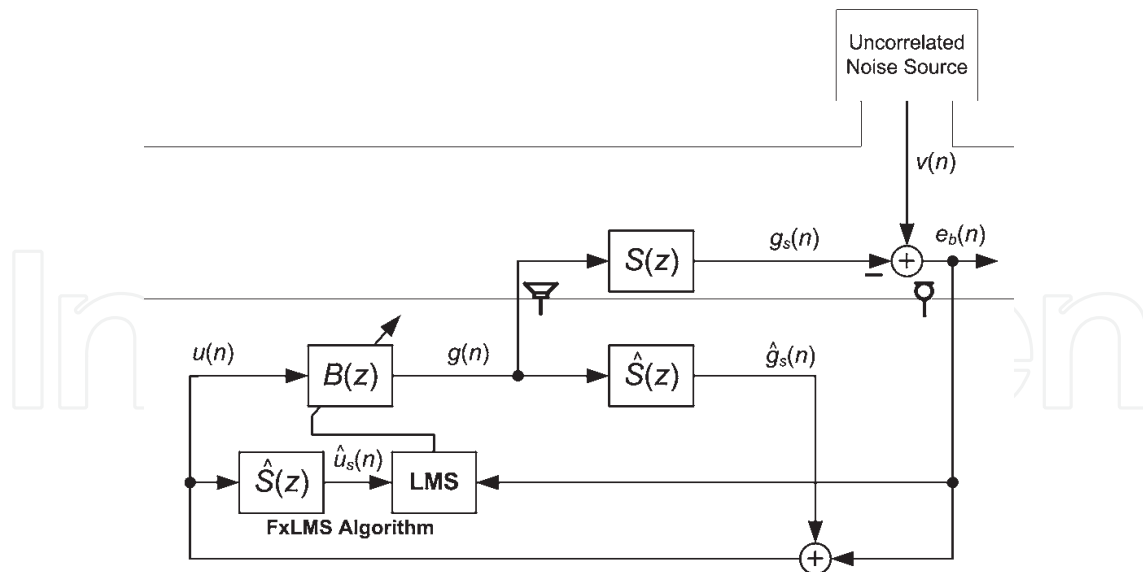 Uncorrelated
Noise Source
v(n)
g_s(n)
e_b(n)
S(z)
+
−
u(n)
B(z)
g(n)
Ŝ(z)
ĝ_s(n)
Ŝ(z)
û_s(n)
LMS
FxLMS Algorithm
+